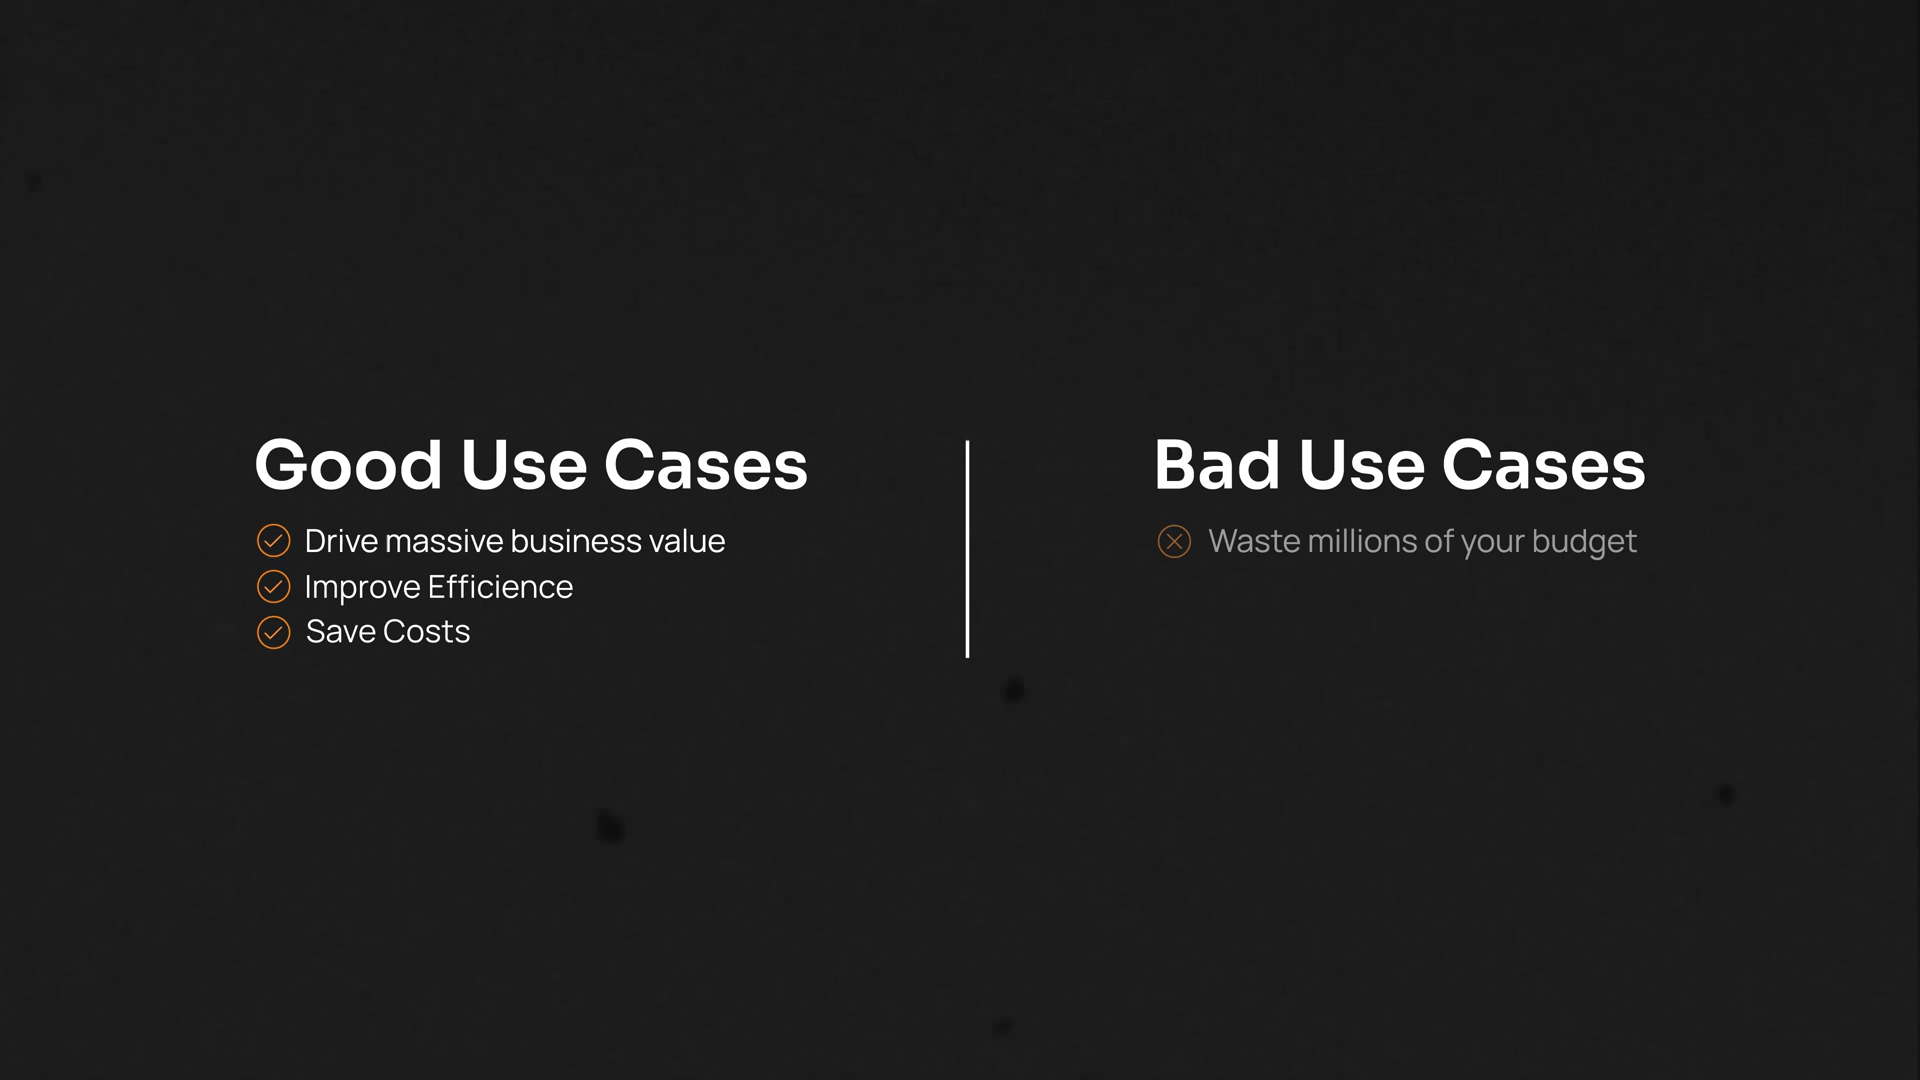 Good Use Cases
Drive massive business value
Improve Efficience
Save Costs
Bad Use Cases
Waste millions of your budget